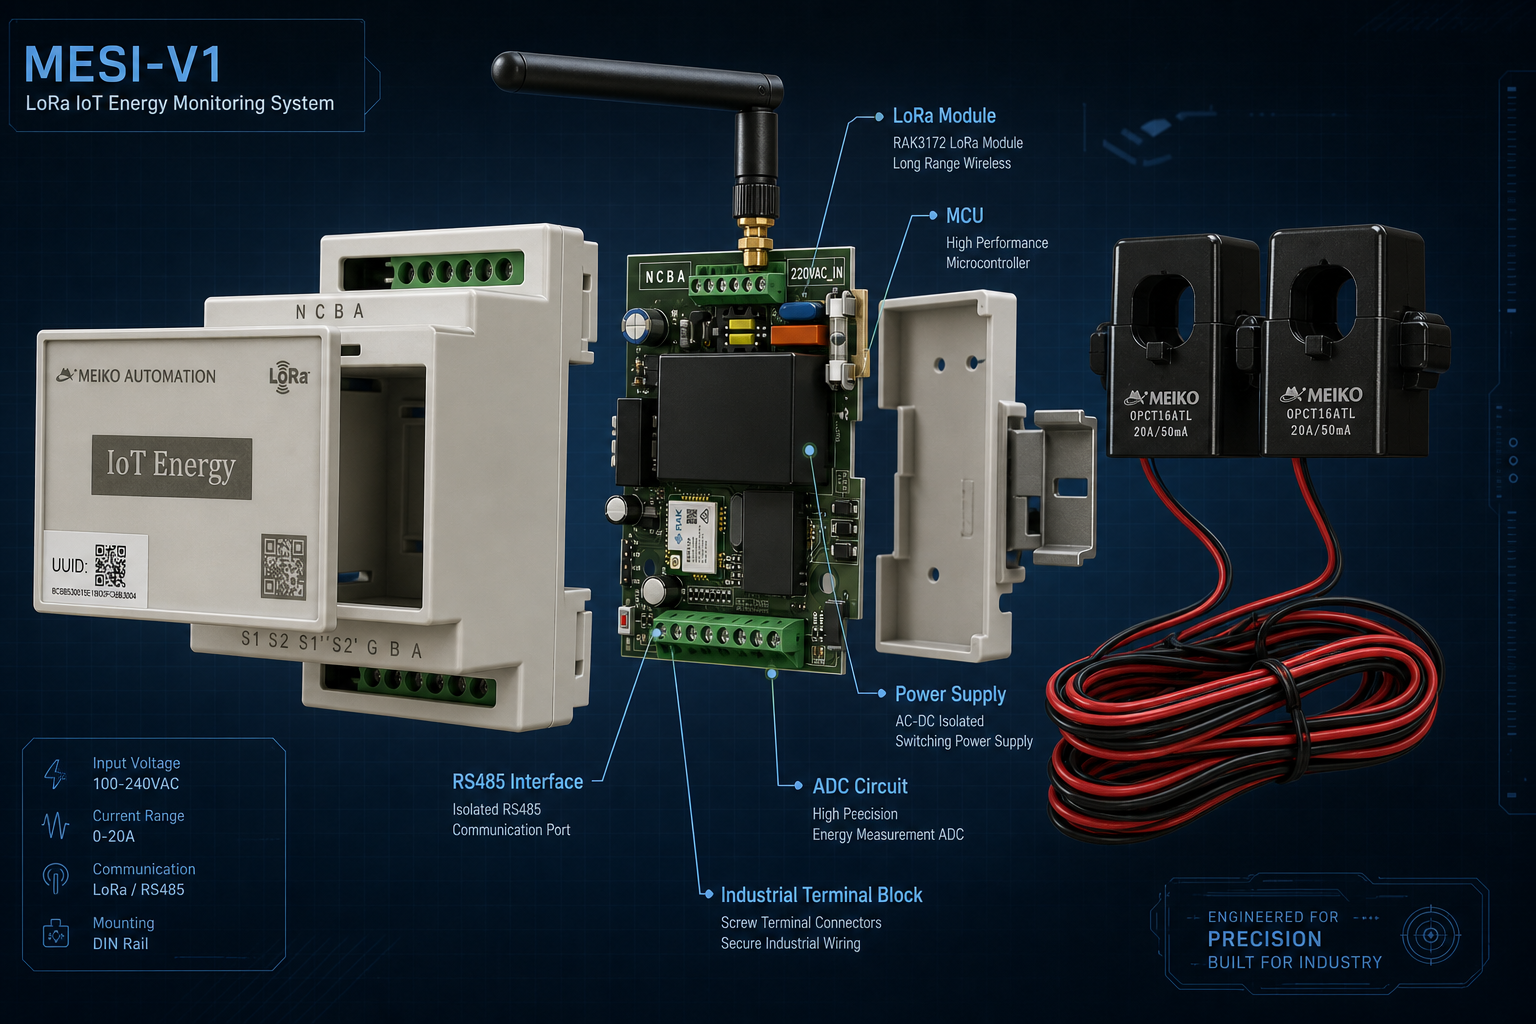 MESI-V1
LoRa IoT Energy Monitoring System
LoRa Module
RAK3172 LoRa Module
Long Range Wireless
MCU
High Performance
Microcontroller
N C B A
220VAC_IN
N C B A
MEIKO AUTOMATION
LoRa
IoT Energy
UUID:
S1 S2 S1' 'S2' G B A
RAK
MEIKO
OPCT16ATL
20A/50mA
MEIKO
OPCT16ATL
20A/50mA
Power Supply
AC-DC Isolated
Switching Power Supply
RS485 Interface
Isolated RS485
Communication Port
ADC Circuit
High Precision
Energy Measurement ADC
Industrial Terminal Block
Screw Terminal Connectors
Secure Industrial Wiring
Input Voltage
100-240VAC
Current Range
0-20A
Communication
LoRa / RS485
Mounting
DIN Rail
ENGINEERED FOR
PRECISION
BUILT FOR INDUSTRY